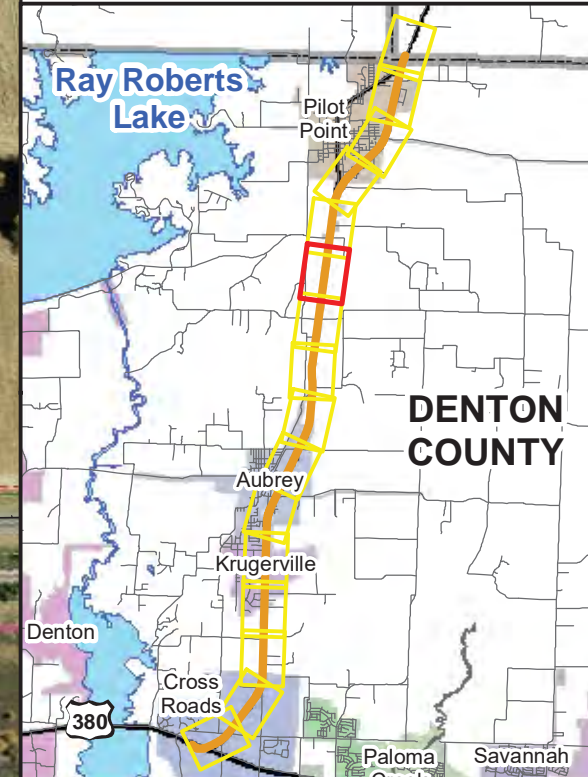 Ray Roberts
Lake
Pilot
Point
DENTON
COUNTY
Aubrey
Krugerville
Denton
Cross
Roads
380
Paloma
Savannah